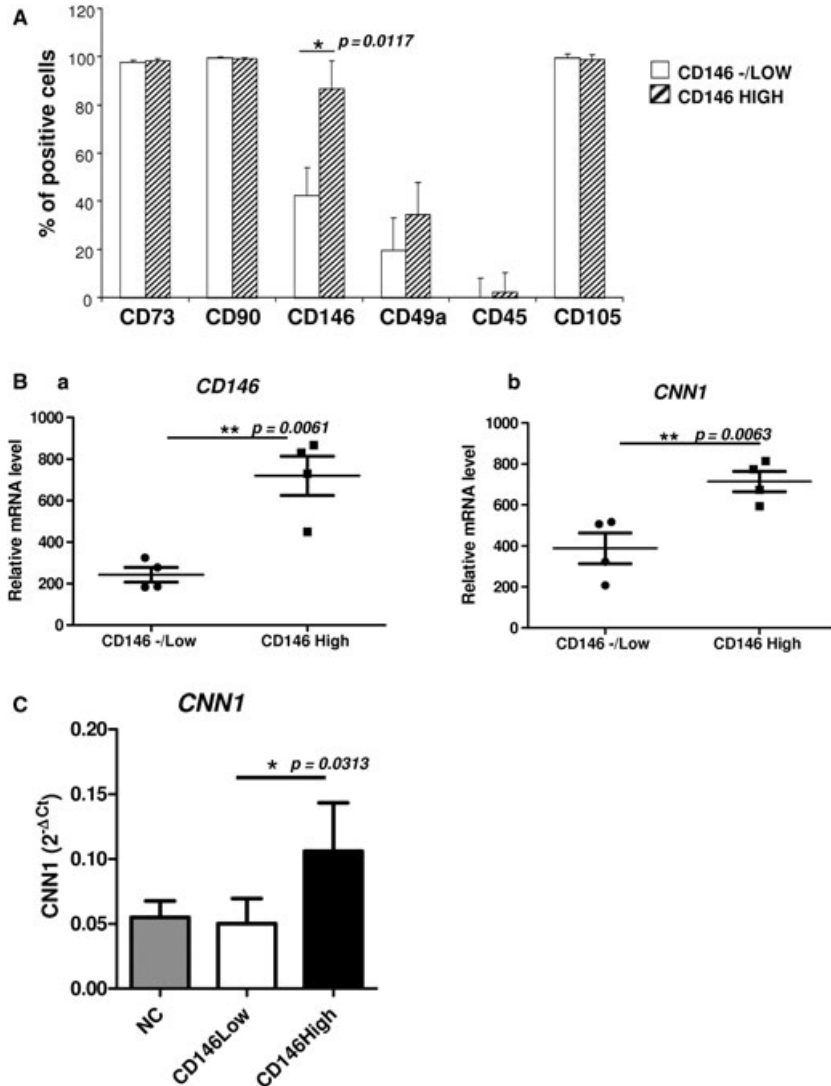 A
% of positive cells
120
100
80
60
40
20
0
* p = 0.0117
CD146 -/LOW
CD146 HIGH
CD73 CD90 CD146 CD49a CD45 CD105
B a
CD146
Relative mRNA level
1000
800
600
400
200
0
** p = 0.0061
CD146 -/Low CD146 High
b
CNN1
Relative mRNA level
1000
800
600
400
200
0
** p = 0.0063
CD146 -/Low CD146 High
C
CNN1
CNN1 (2^-ΔCt)
0.20
0.15
0.10
0.05
0.00
* p = 0.0313
NC CD146Low CD146High